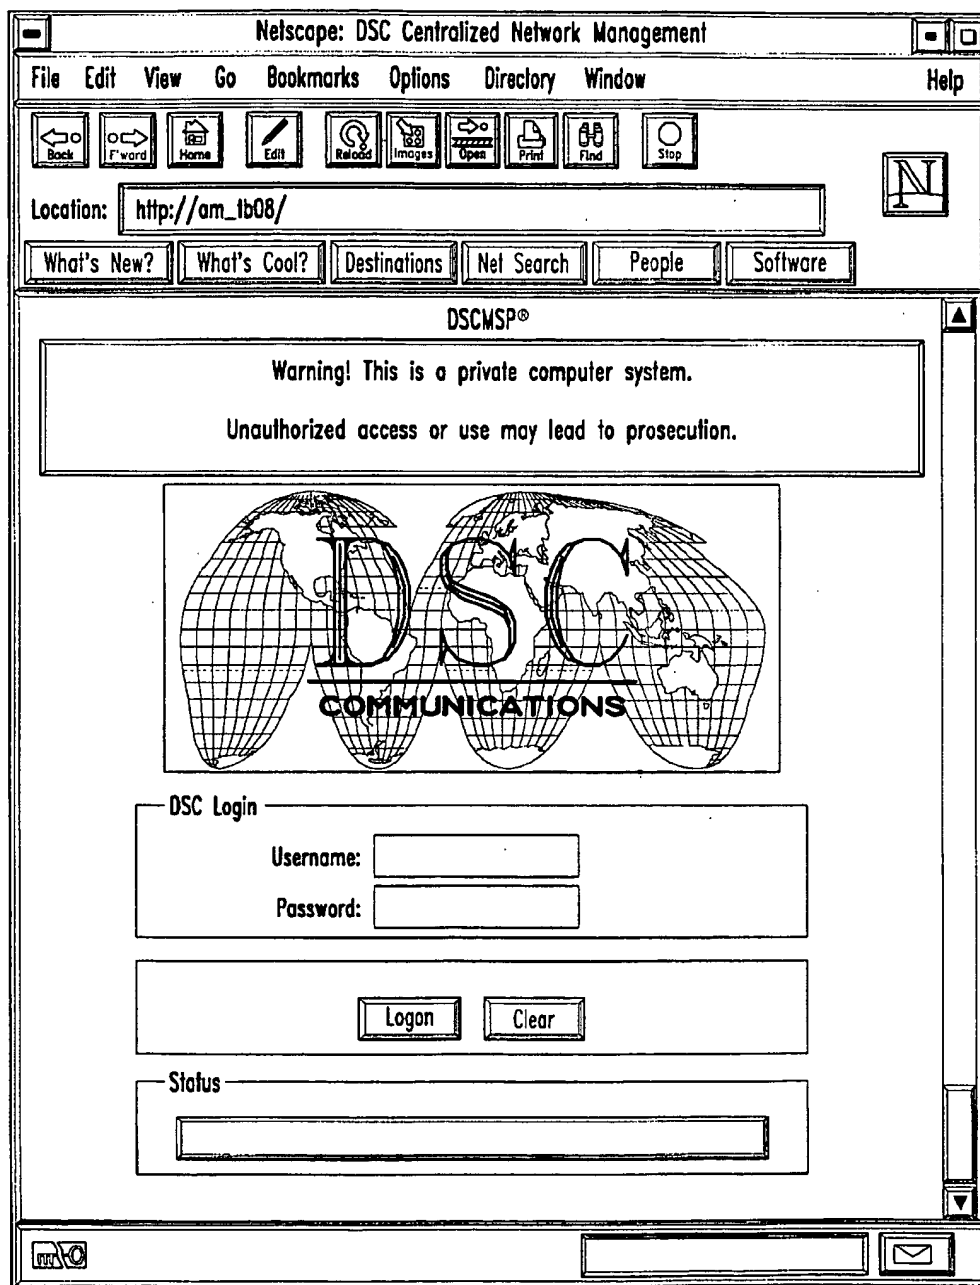 Netscape: DSC Centralized Network Management
File Edit View Go Bookmarks Options Directory Window Help
Back F'ward Home Edit Reload Images Open Print Find Stop
N
Location: http://am_tb08/
What's New? What's Cool? Destinations Net Search People Software
DSCMSP®
Warning! This is a private computer system.
Unauthorized access or use may lead to prosecution.
DSC
COMMUNICATIONS
DSC Login
Username:
Password:
Logon Clear
Status